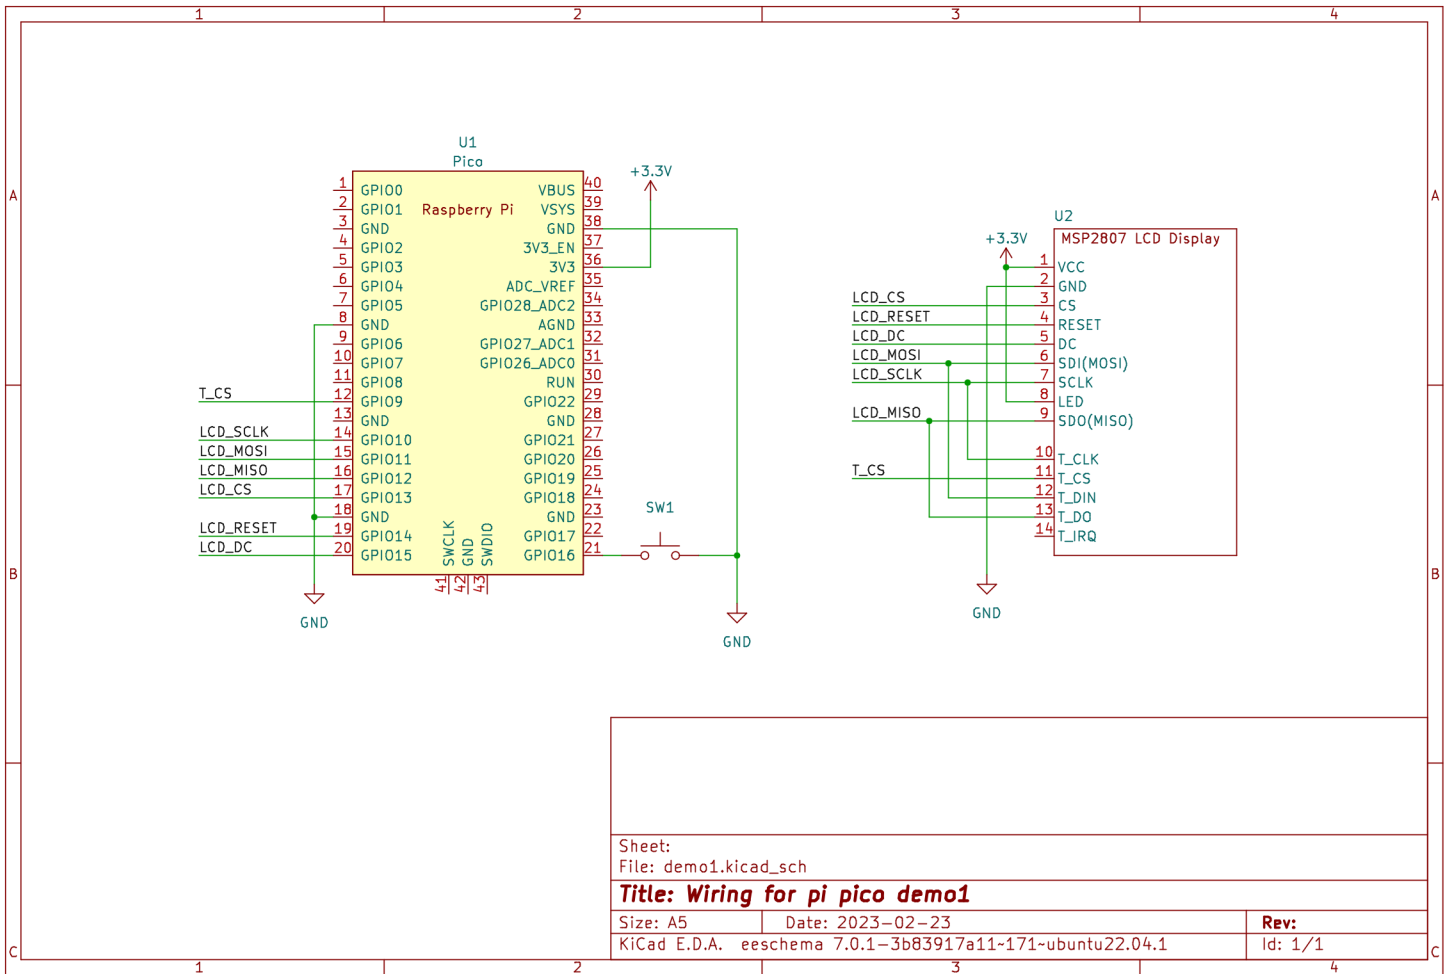 1 2 3 4
A A
B B
C C
U1
Pico
Raspberry Pi
1 GPIO0 VBUS 40
2 GPIO1 VSYS 39
3 GND GND 38
4 GPIO2 3V3_EN 37
5 GPIO3 3V3 36
6 GPIO4 ADC_VREF 35
7 GPIO5 GPIO28_ADC2 34
8 GND AGND 33
9 GPIO6 GPIO27_ADC1 32
10 GPIO7 GPIO26_ADC0 31
11 GPIO8 RUN 30
T_CS 12 GPIO9 GPIO22 29
13 GND GND 28
LCD_SCLK 14 GPIO10 GPIO21 27
LCD_MOSI 15 GPIO11 GPIO20 26
LCD_MISO 16 GPIO12 GPIO19 25
LCD_CS 17 GPIO13 GPIO18 24
18 GND GND 23
LCD_RESET 19 GPIO14 GPIO17 22
LCD_DC 20 GPIO15 GPIO16 21
SWCLK 41
GND 42
SWDIO 43
GND
+3.3V
SW1
GND
U2
MSP2807 LCD Display
+3.3V
1 VCC
2 GND
LCD_CS 3 CS
LCD_RESET 4 RESET
LCD_DC 5 DC
LCD_MOSI 6 SDI(MOSI)
LCD_SCLK 7 SCLK
8 LED
LCD_MISO 9 SDO(MISO)
10 T_CLK
T_CS 11 T_CS
12 T_DIN
13 T_DO
14 T_IRQ
GND
Sheet:
File: demo1.kicad_sch
Title: Wiring for pi pico demo1
Size: A5 Date: 2023-02-23 Rev:
KiCad E.D.A. eeschema 7.0.1-3b83917a11~171~ubuntu22.04.1 Id: 1/1
1 2 3 4